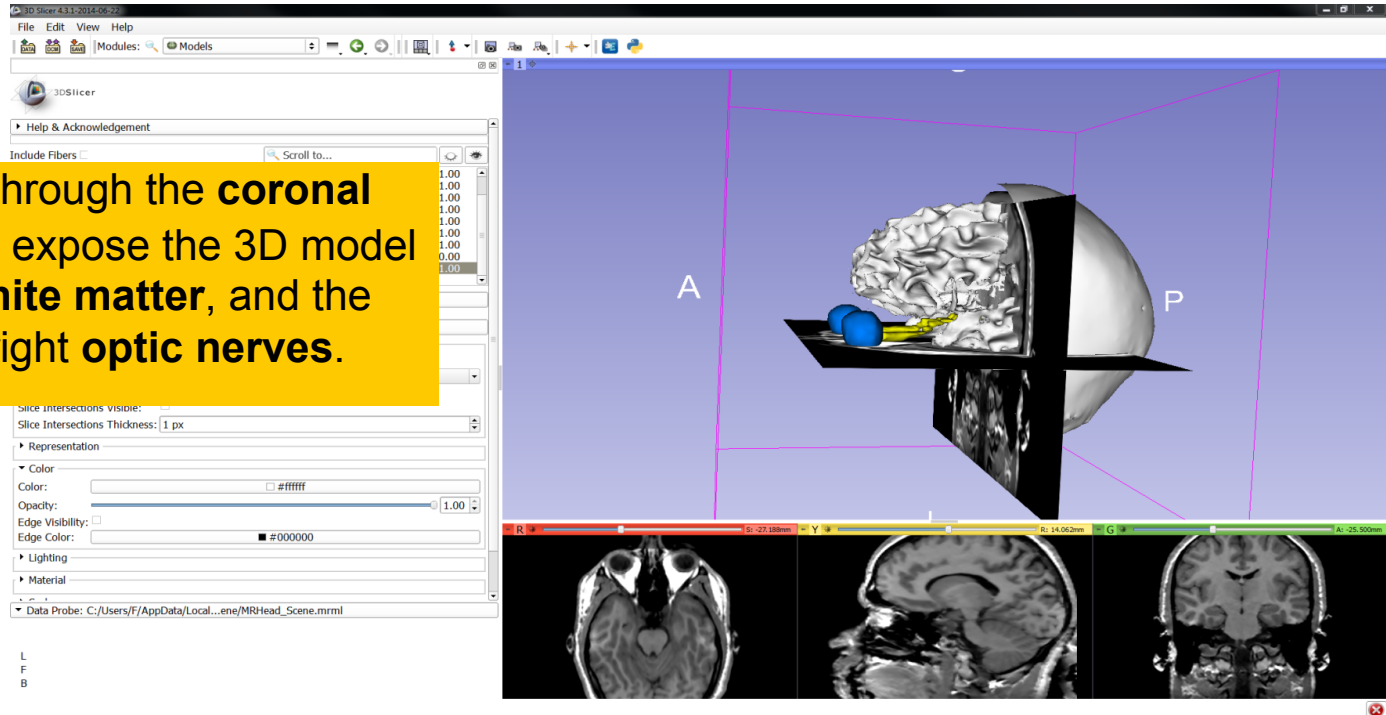 3D Slicer 4.3.1-2014-06-22
File Edit View Help
DATA DCM SAVE Modules: Models
1
3DSlicer
Help & Acknowledgement
Include Fibers Scroll to...
1.00
1.00
1.00
1.00
1.00
1.00
1.00
0.00
1.00
hrough the coronal
expose the 3D model
ite matter, and the
ight optic nerves.
A
P
Slice Intersections Visible:
Slice Intersections Thickness: 1 px
Representation
Color
Color: #ffffff
Opacity: 1.00
Edge Visibility:
Edge Color: #000000
Lighting
Material
Data Probe: C:/Users/F/AppData/Local...ene/MRHead_Scene.mrml
L
F
B
R S: -27.188mm Y R: 14.062mm G A: -25.500mm